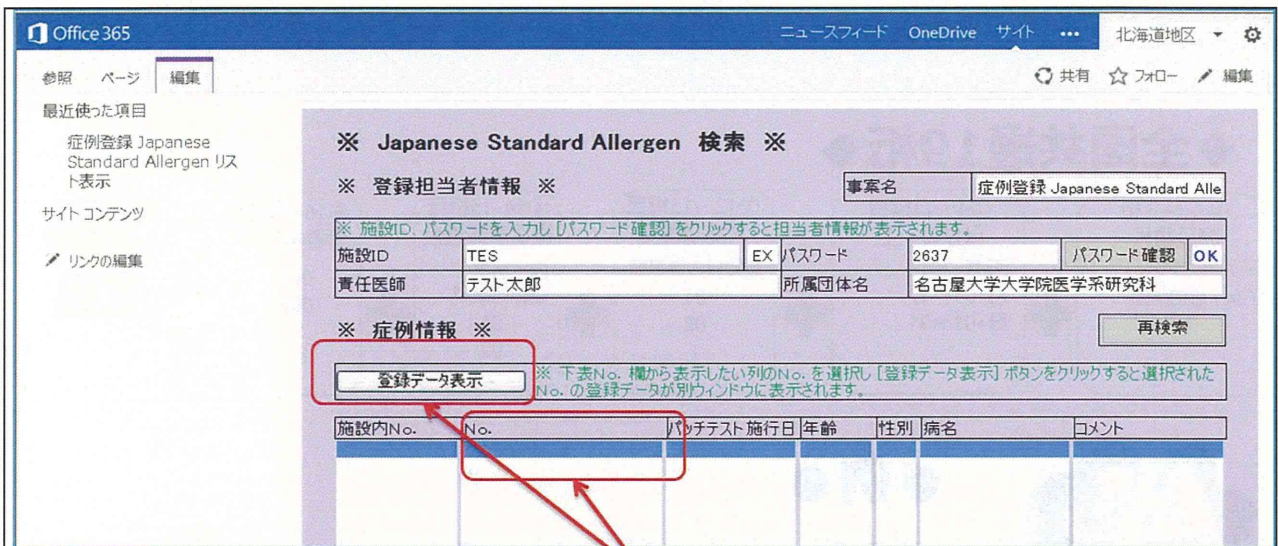 Office 365
ニュースフィード OneDrive サイト ••• 北海道地区
参照 ページ 編集
共有 フォロー 編集
最近使った項目
症例登録 Japanese
Standard Allergen リス
ト表示
サイト コンテンツ
リンクの編集
※ Japanese Standard Allergen 検索 ※
※ 登録担当者情報 ※
事案名 症例登録 Japanese Standard Alle
※ 施設ID、パスワードを入力し [パスワード確認] をクリックすると担当者情報が表示されます。
施設ID TES EX パスワード 2637 パスワード確認 OK
責任医師 テスト太郎 所属団体名 名古屋大学大学院医学系研究科
※ 症例情報 ※
再検索
登録データ表示
※ 下表No. 欄から表示したい列のNo. を選択し [登録データ表示] ボタンをクリックすると選択された
No. の登録データが別ウィンドウに表示されます。
施設内No. No. パッチテスト施行日 年齢 性別 病名 コメント